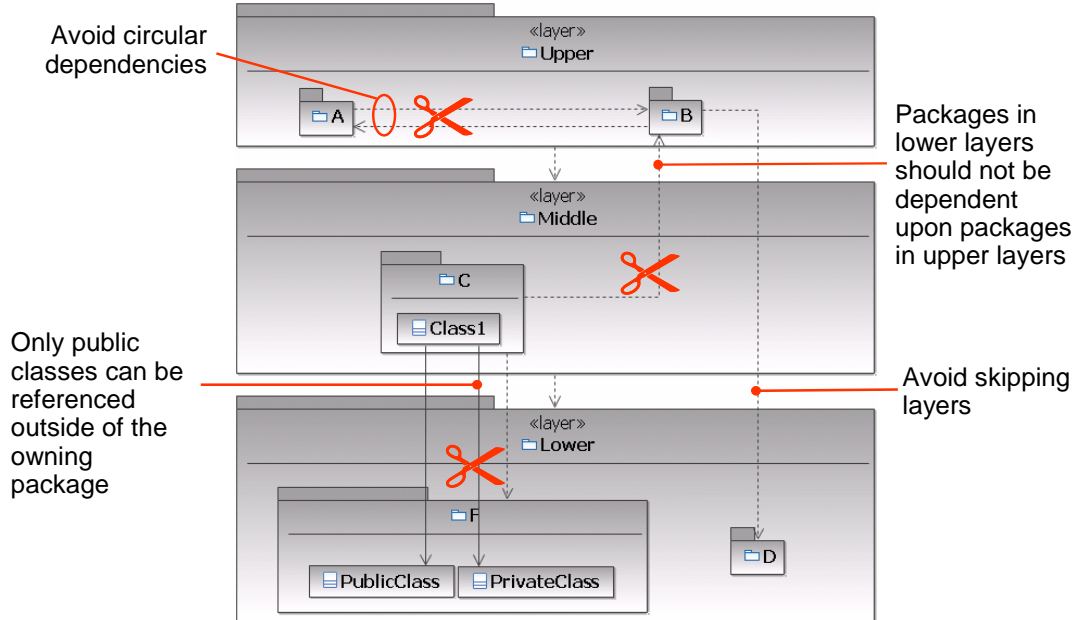 Avoid circular
dependencies
«layer»
Upper
A
B
Packages in
lower layers
should not be
dependent
upon packages
in upper layers
«layer»
Middle
C
Class1
Only public
classes can be
referenced
outside of the
owning
package
Avoid skipping
layers
«layer»
Lower
F
D
PublicClass
PrivateClass